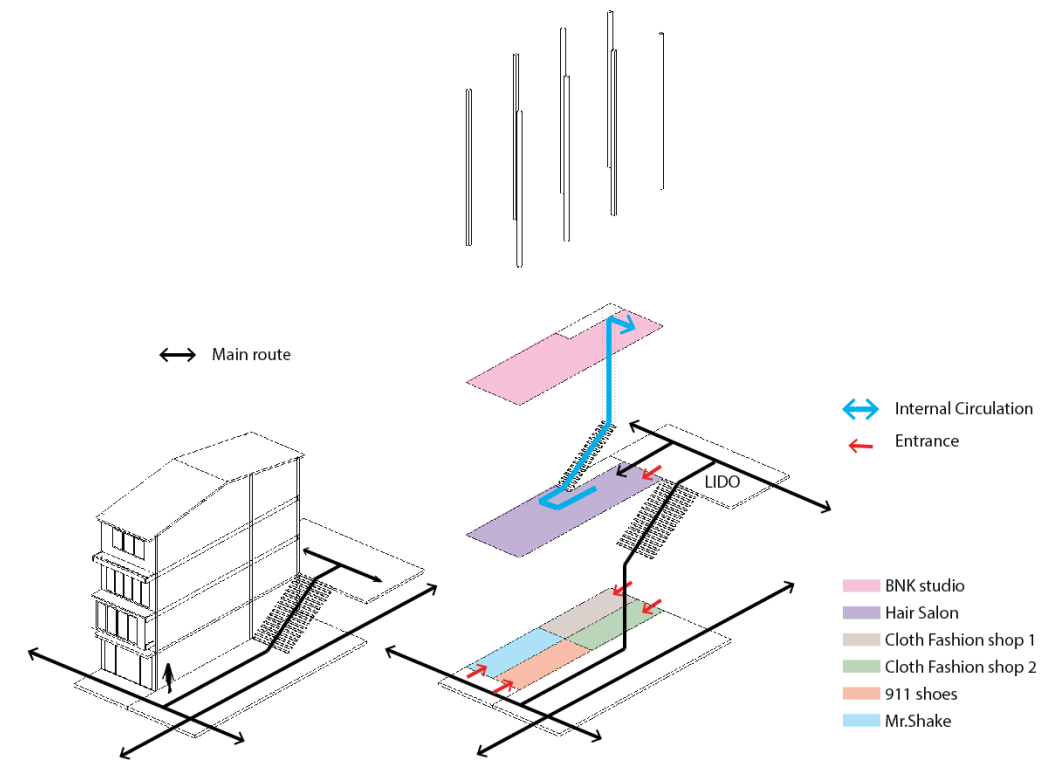 Main route
Internal Circulation
Entrance
LIDO
BNK studio
Hair Salon
Cloth Fashion shop 1
Cloth Fashion shop 2
911 shoes
Mr.Shake